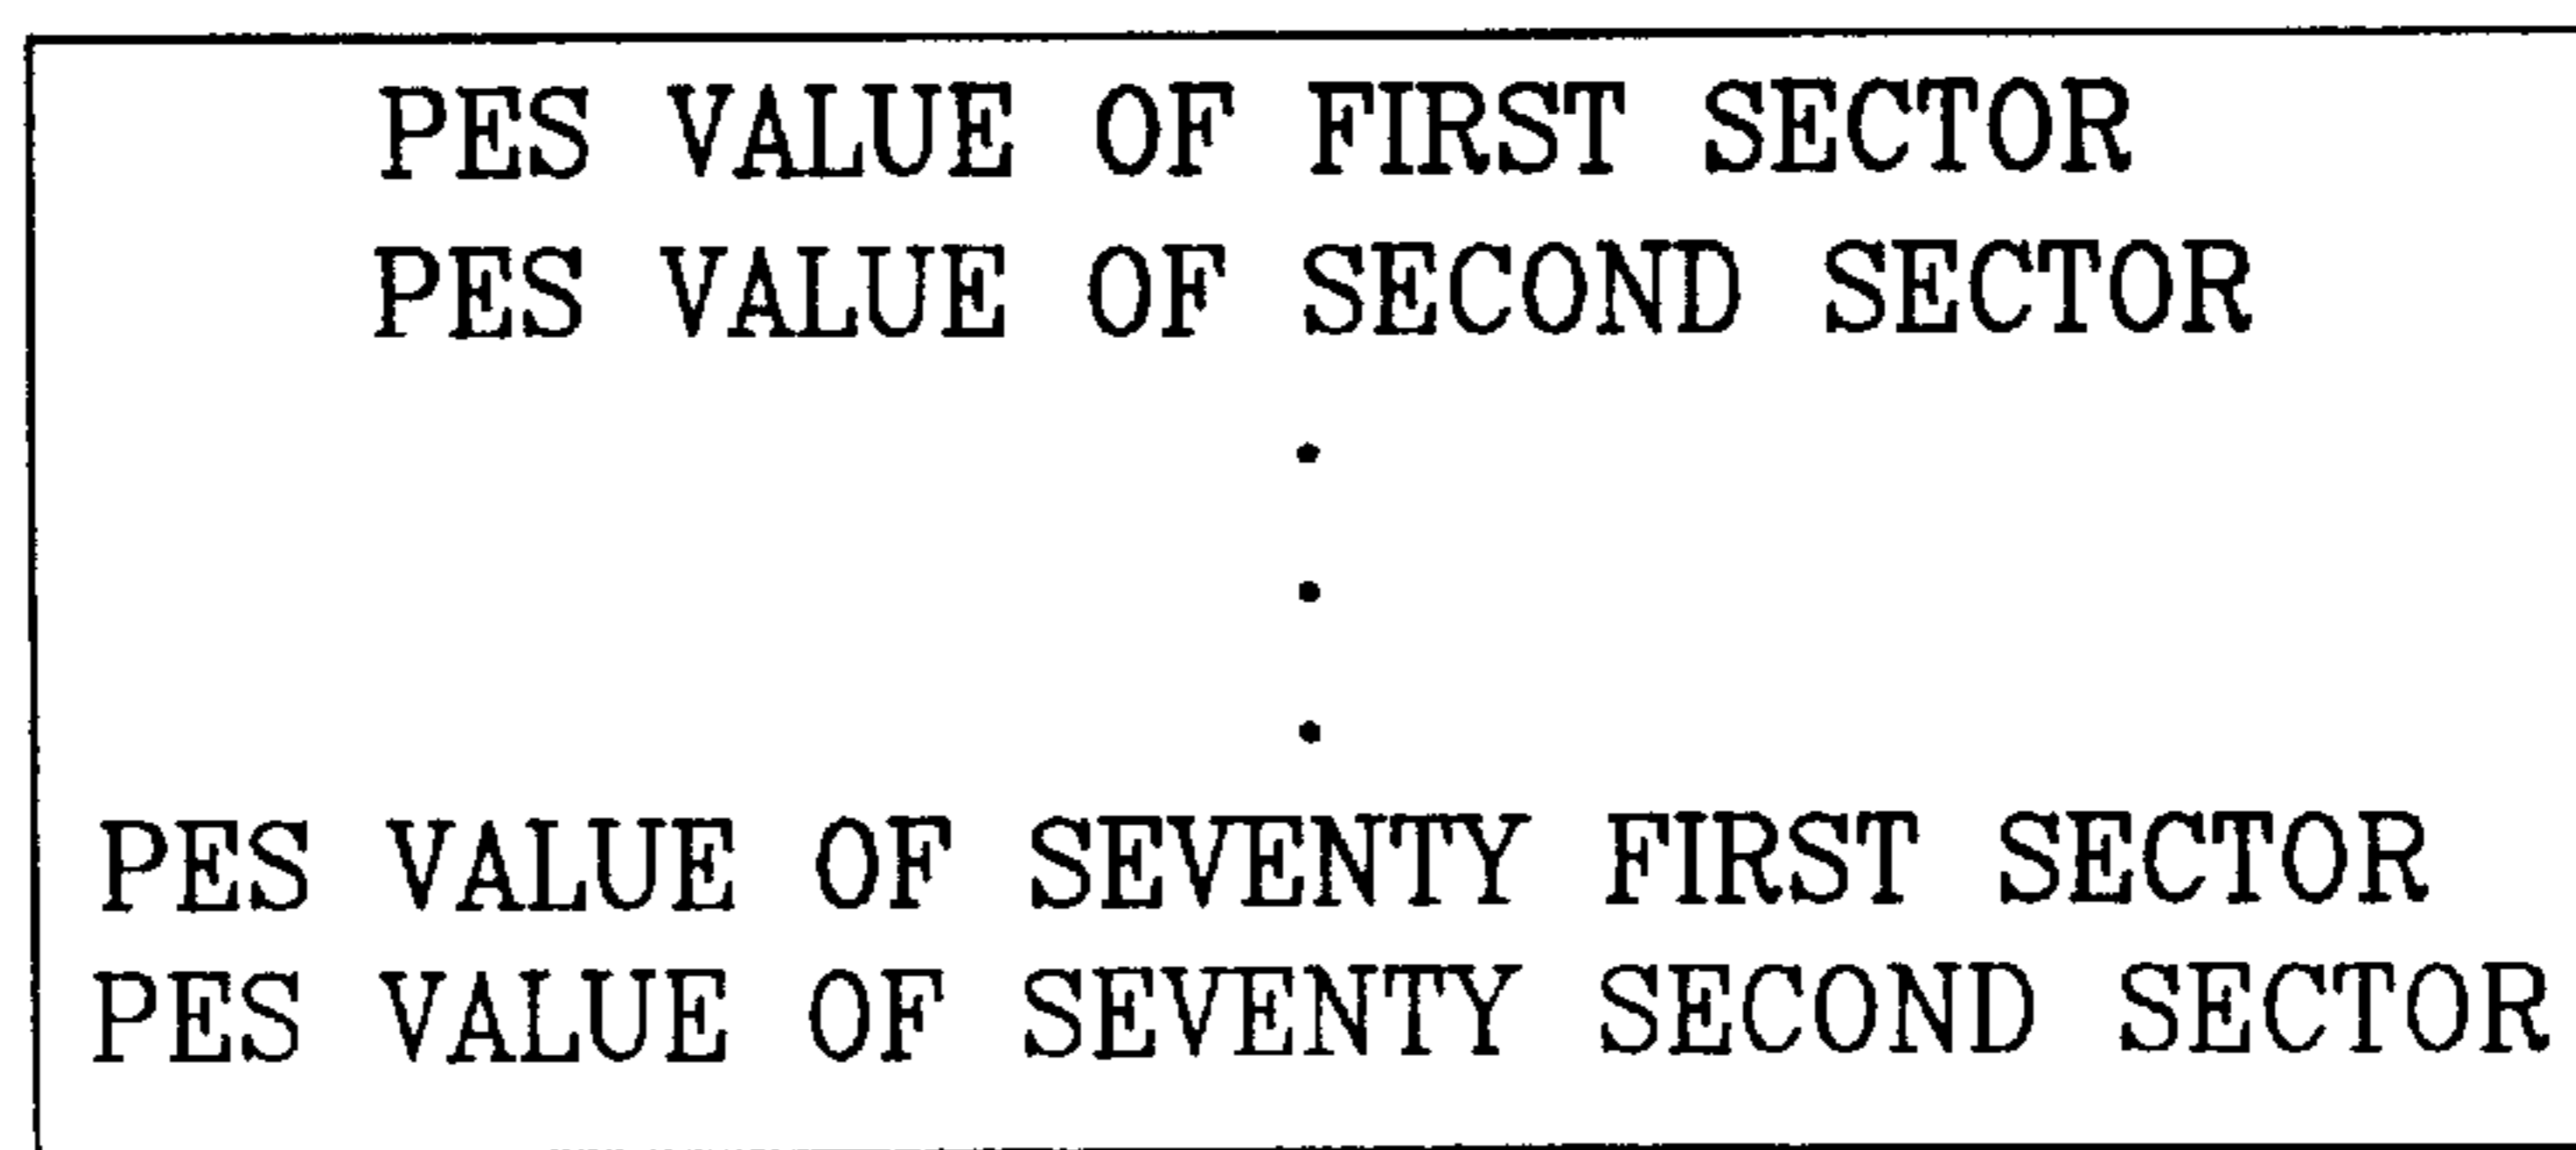 PES VALUE OF FIRST SECTOR
PES VALUE OF SECOND SECTOR
.
.
.
PES VALUE OF SEVENTY FIRST SECTOR
PES VALUE OF SEVENTY SECOND SECTOR